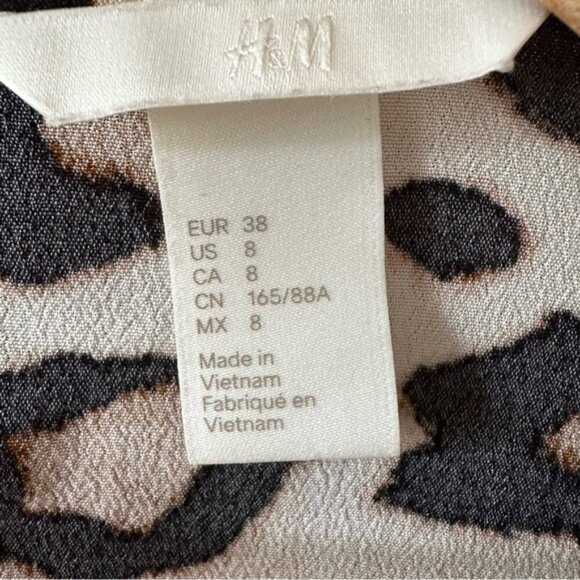 H&M
EUR 38
US 8
CA 8
CN 165/88A
MX 8
Made in
Vietnam
Fabriqué en
Vietnam